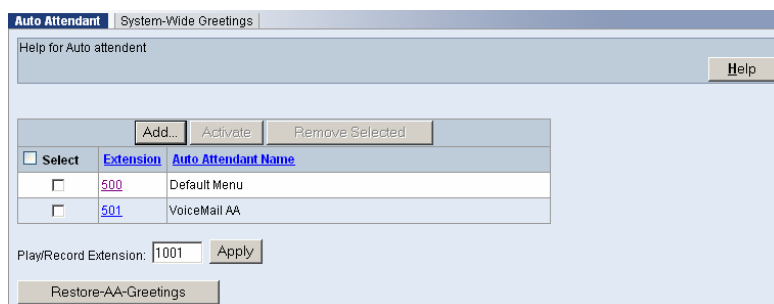 Auto Attendant System-Wide Greetings
Help for Auto attendent
Help
Add... Activate Remove Selected
Select Extension Auto Attendant Name
500 Default Menu
501 VoiceMail AA
Play/Record Extension: 1001 Apply
Restore-AA-Greetings